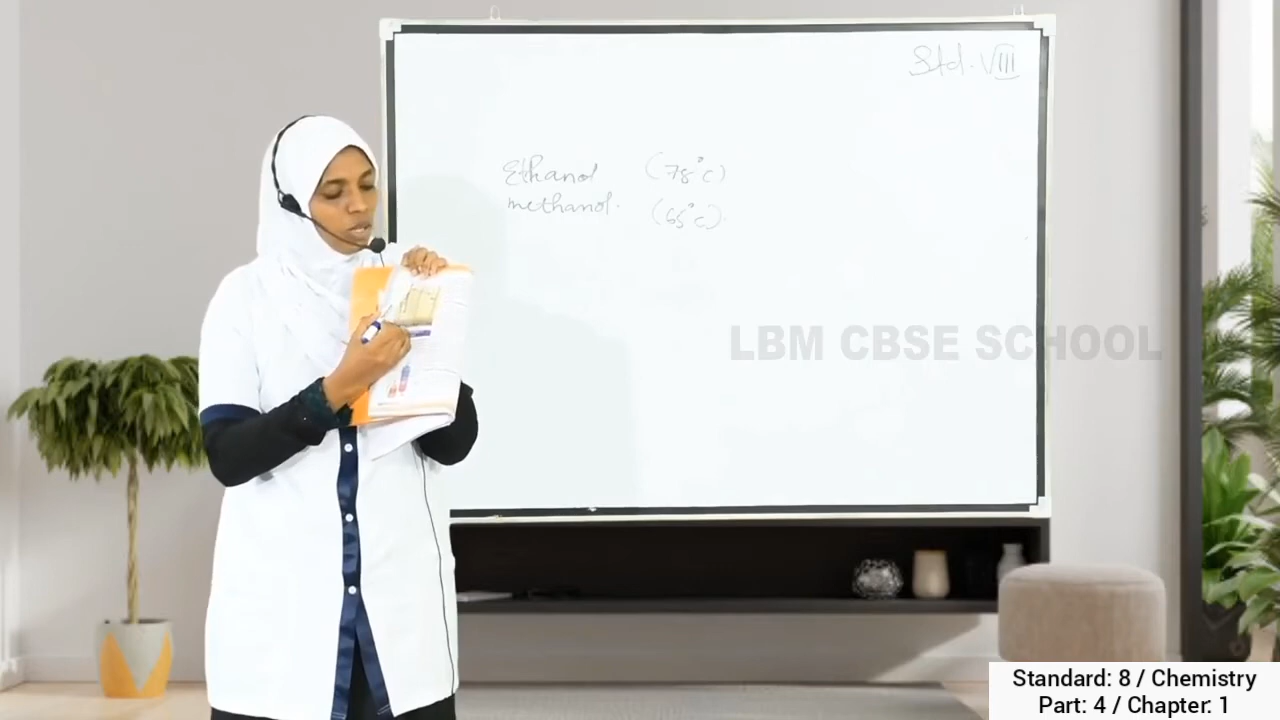 Std. VIII
Ethanol (78°C)
methanol. (65°C).
LBM CBSE SCHOOL
Standard: 8 / Chemistry
Part: 4 / Chapter: 1